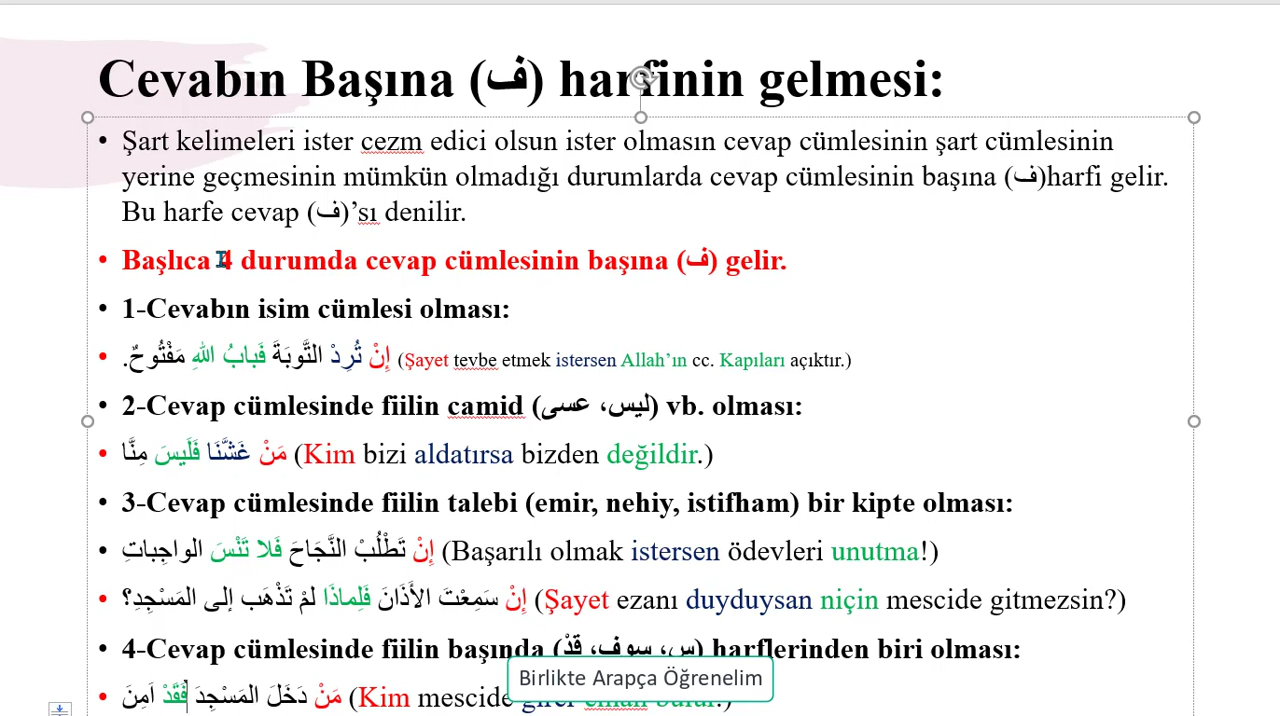 Cevabın Başına (ف) harfinin gelmesi:
• Şart kelimeleri ister cezm edici olsun ister olmasın cevap cümlesinin şart cümlesinin
yerine geçmesinin mümkün olmadığı durumlarda cevap cümlesinin başına (ف)harfi gelir.
Bu harfe cevap (ف)’sı denilir.
• Başlıca 4 durumda cevap cümlesinin başına (ف) gelir.
• 1-Cevabın isim cümlesi olması:
• إِنْ تُرِدْ التَّوبَةَ فَبابُ اللهِ مَفْتُوحٌ. (Şayet tevbe etmek istersen Allah’ın cc. Kapıları açıktır.)
• 2-Cevap cümlesinde fiilin camid (ليس، عسى) vb. olması:
• مَنْ غَشَّنَا فَلَيسَ مِنَّا (Kim bizi aldatırsa bizden değildir.)
• 3-Cevap cümlesinde fiilin talebi (emir, nehiy, istifham) bir kipte olması:
• إِنْ تَطْلُبْ النَّجَاحَ فَلا تَنْسَ الواجِباتِ (Başarılı olmak istersen ödevleri unutma!)
• إِنْ سَمِعْتَ الأَذَانَ فَلِماذَا لمْ تَذْهَب إلى المَسْجِدِ؟ (Şayet ezanı duyduysan niçin mescide gitmezsin?)
• 4-Cevap cümlesinde fiilin başında (س، سوف، قدْ) harflerinden biri olması:
• مَنْ دَخَلَ المَسْجِدَ فَقَدْ اَمِنَ (Kim mescide
Birlikte Arapça Öğrenelim